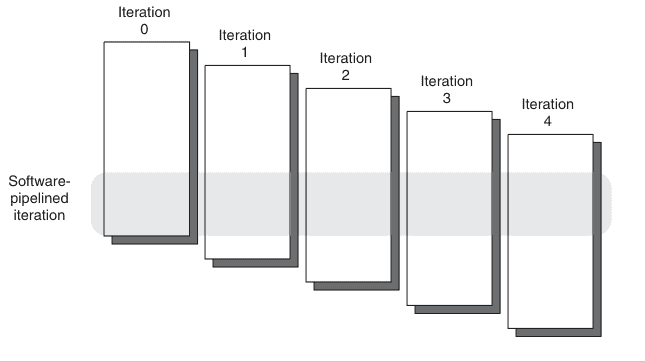 Iteration
0
Iteration
1
Iteration
2
Iteration
3
Iteration
4
Software-
pipelined
iteration